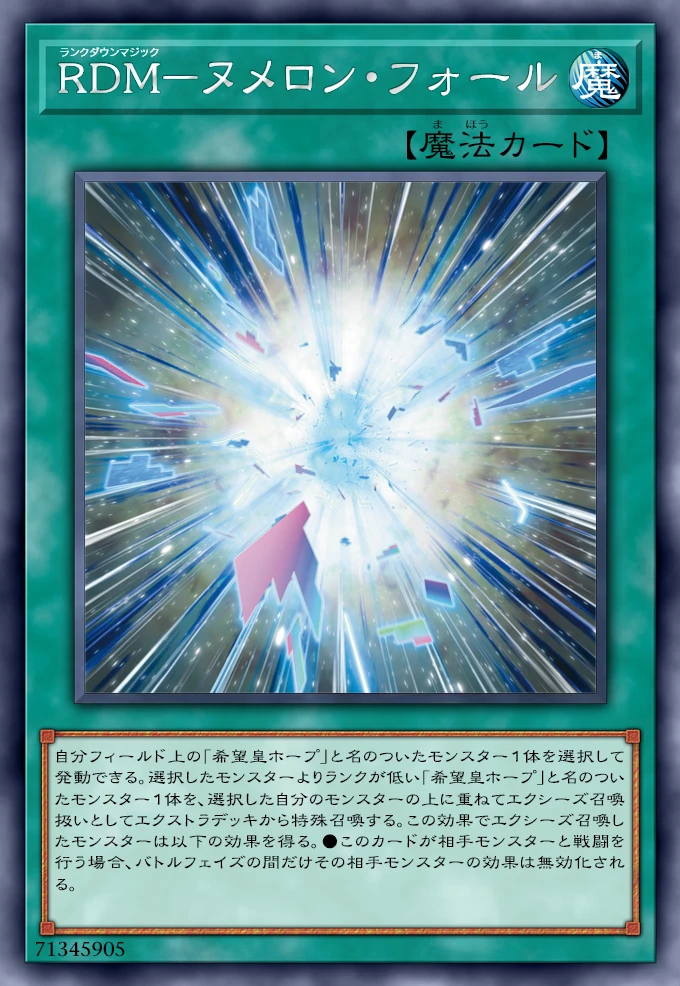 ランクダウンマジック
RDM－ヌメロン・フォール
ま
魔
ま ほう
【魔法カード】
自分フィールド上の「希望皇ホープ」と名のついたモンスター１体を選択して
発動できる。選択したモンスターよりランクが低い「希望皇ホープ」と名のつい
たモンスター１体を、選択した自分のモンスターの上に重ねてエクシーズ召喚
扱いとしてエクストラデッキから特殊召喚する。この効果でエクシーズ召喚し
たモンスターは以下の効果を得る。●このカードが相手モンスターと戦闘を
行う場合、バトルフェイズの間だけその相手モンスターの効果は無効化され
る。
71345905